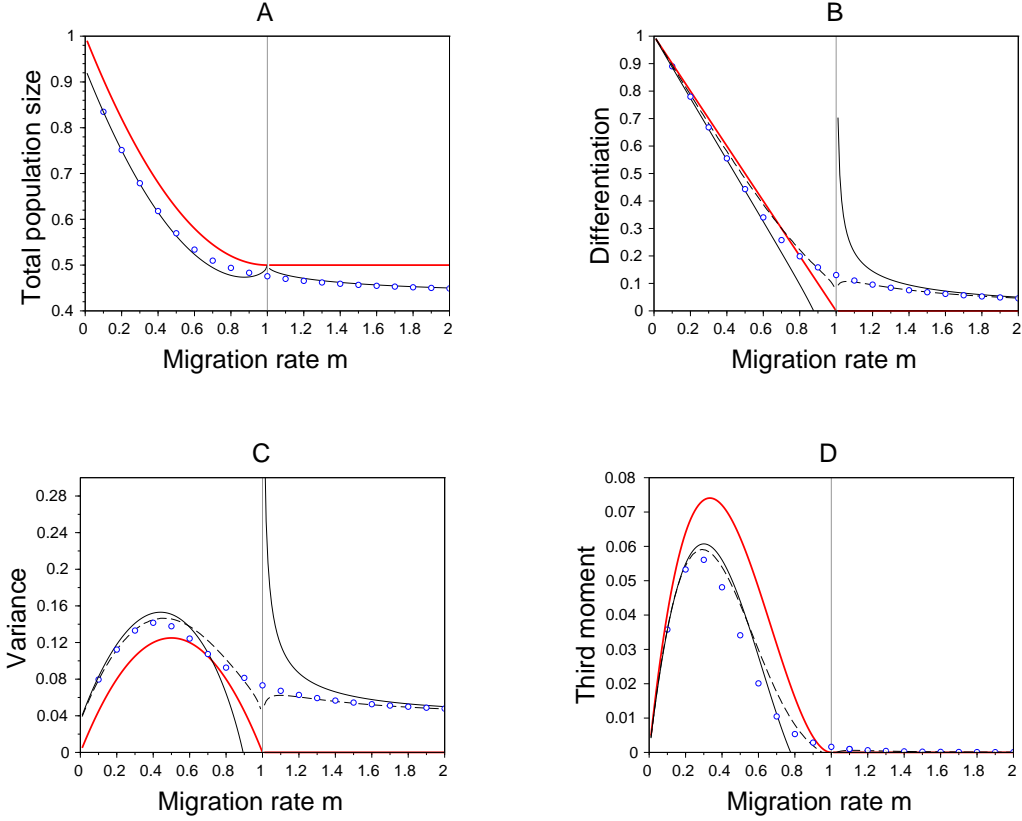 A
Total population size
1
0.9
0.8
0.7
0.6
0.5
0.4
0 0.2 0.4 0.6 0.8 1 1.2 1.4 1.6 1.8 2
Migration rate m
B
Differentiation
1
0.9
0.8
0.7
0.6
0.5
0.4
0.3
0.2
0.1
0
0 0.2 0.4 0.6 0.8 1 1.2 1.4 1.6 1.8 2
Migration rate m
C
Variance
0.28
0.24
0.2
0.16
0.12
0.08
0.04
0
0 0.2 0.4 0.6 0.8 1 1.2 1.4 1.6 1.8 2
Migration rate m
D
Third moment
0.08
0.07
0.06
0.05
0.04
0.03
0.02
0.01
0
0 0.2 0.4 0.6 0.8 1 1.2 1.4 1.6 1.8 2
Migration rate m